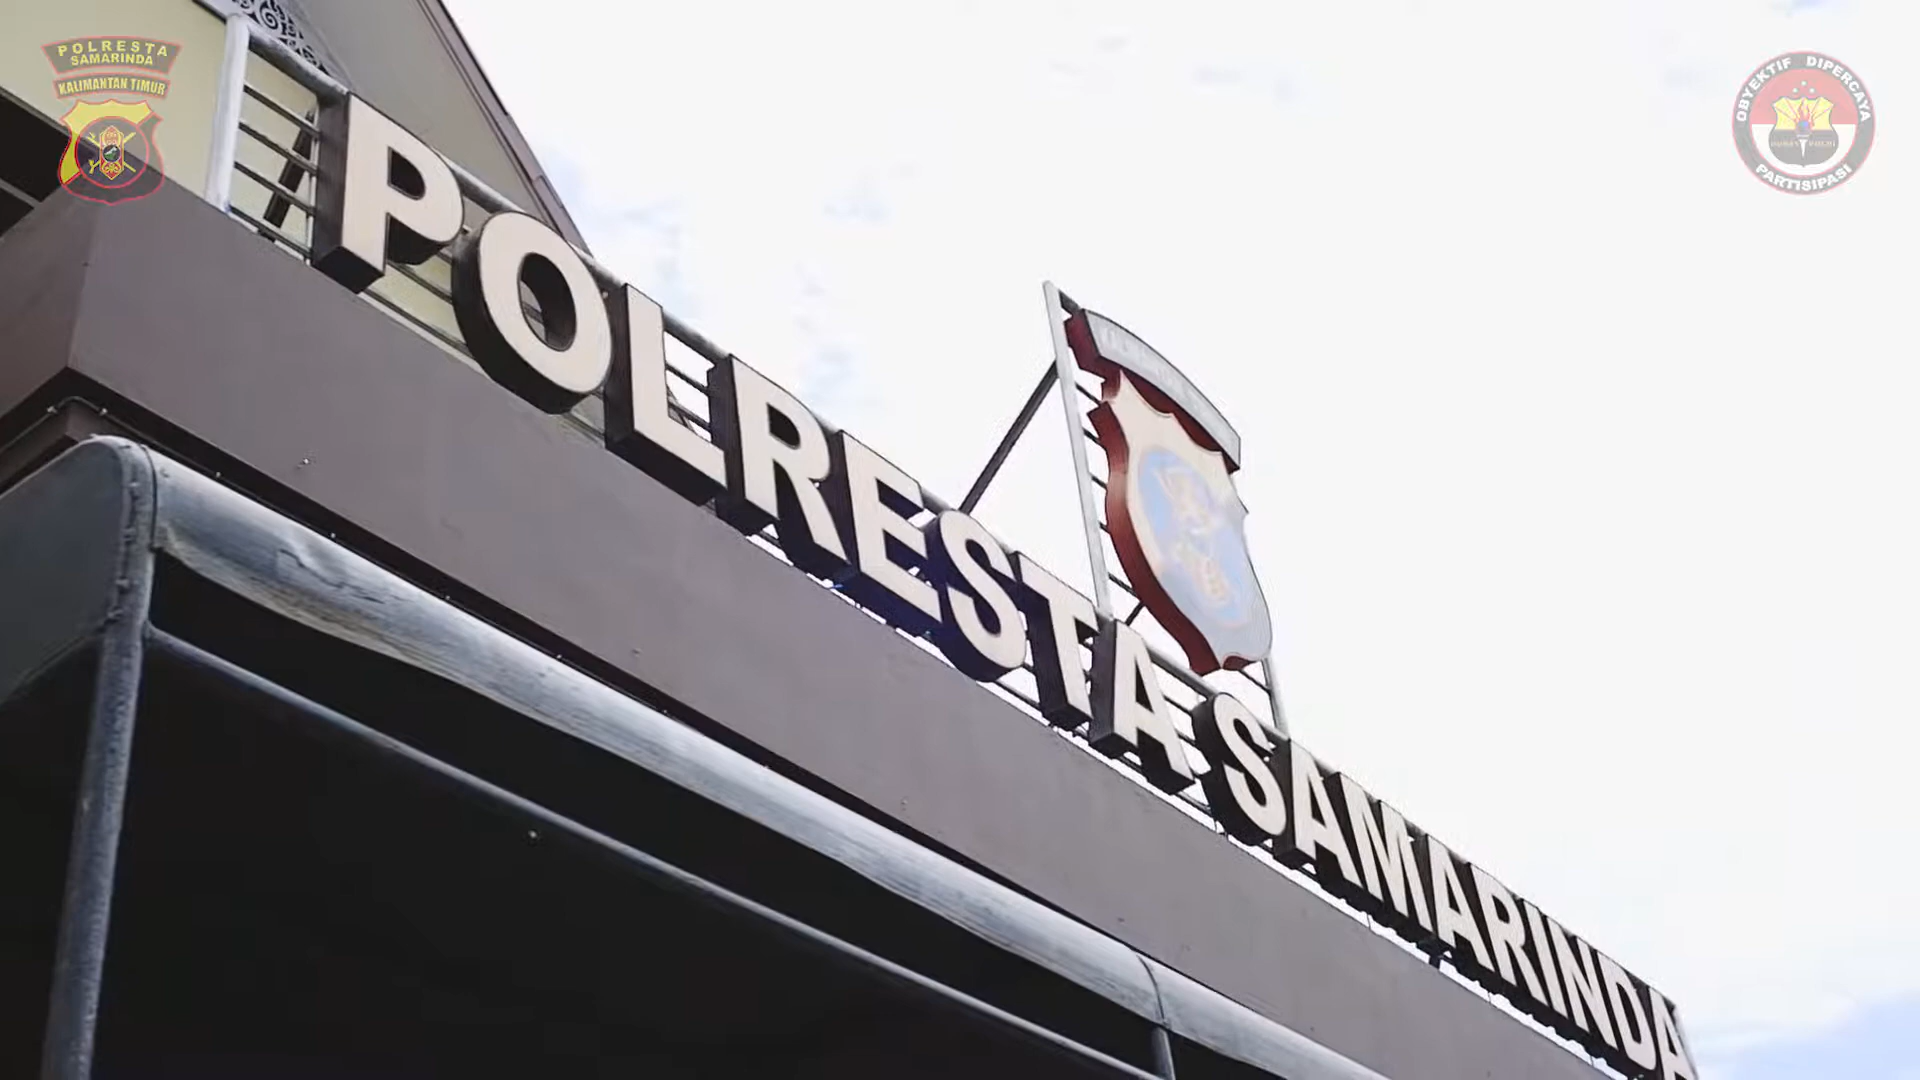 POLRESTA
SAMARINDA
KALIMANTAN TIMUR
OBYEKTIF DIPERCAYA
PARTISIPASI
POLRESTA SAMARINDA